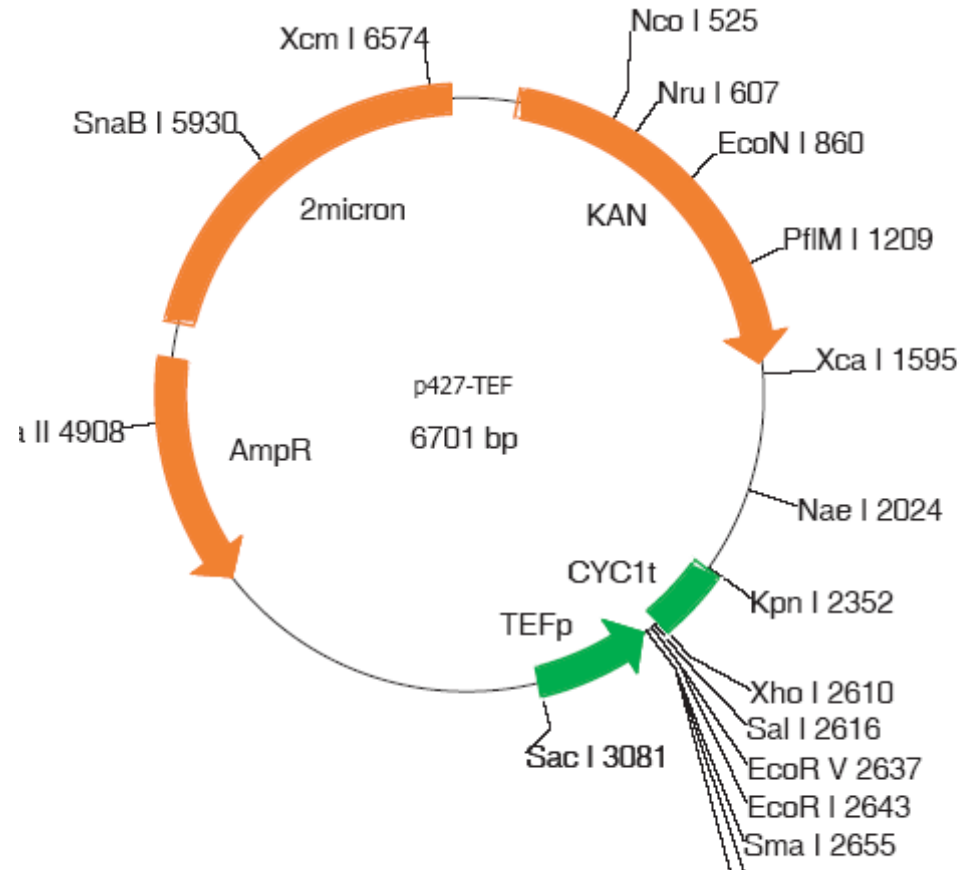 Xcm I 6574
Nco I 525
Nru I 607
SnaB I 5930
EcoN I 860
2micron
KAN
PflM I 1209
Xca I 1595
p427-TEF
a II 4908
6701 bp
AmpR
Nae I 2024
CYC1t
Kpn I 2352
TEFp
Xho I 2610
Sal I 2616
Sac I 3081
EcoR V 2637
EcoR I 2643
Sma I 2655